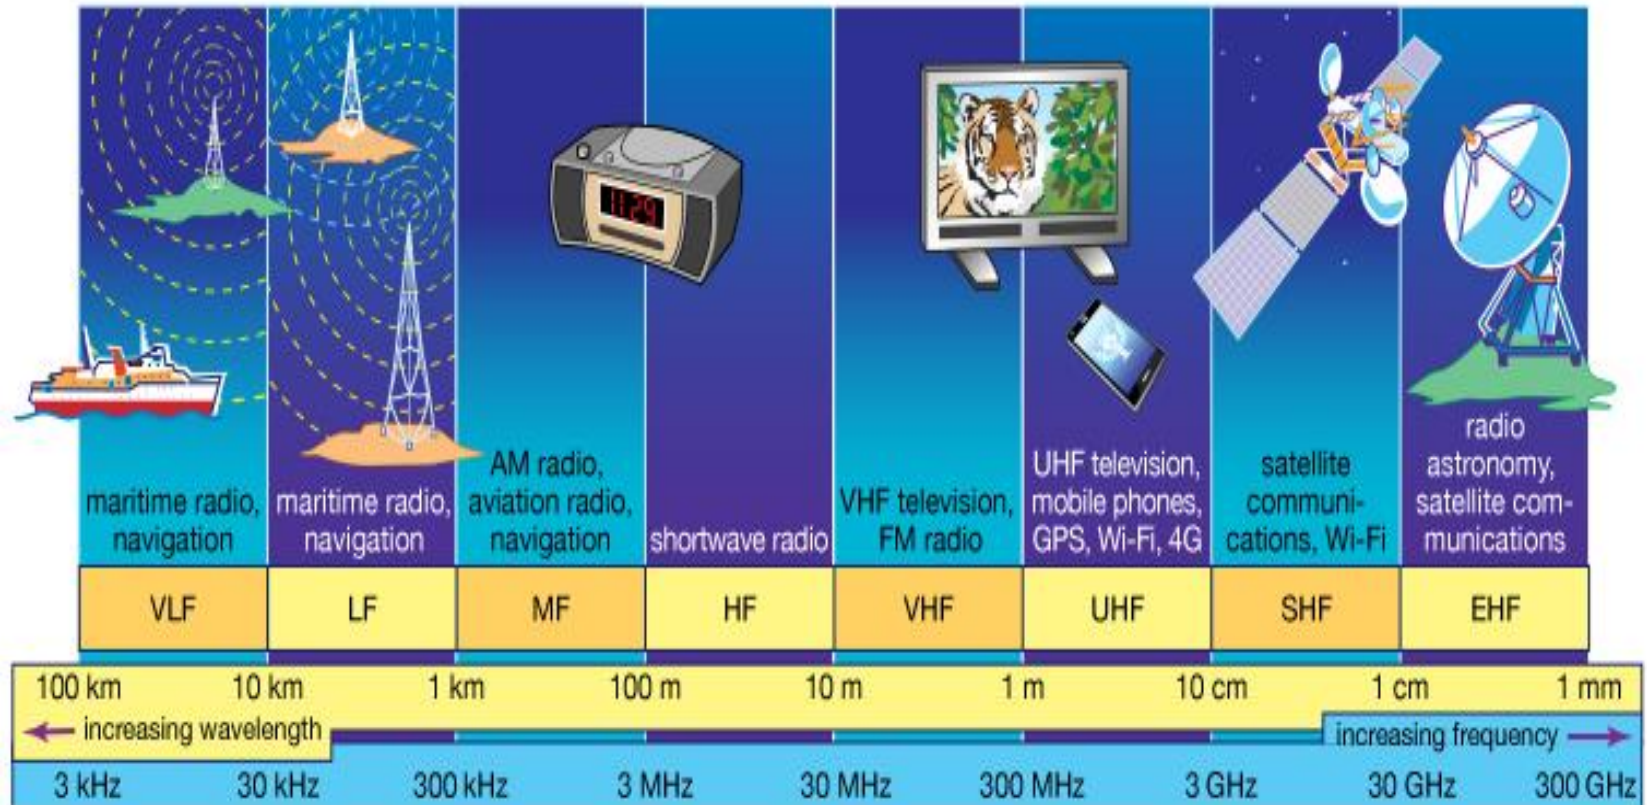 11:29
maritime radio,
navigation
maritime radio,
navigation
AM radio,
aviation radio,
navigation
shortwave radio
VHF television,
FM radio
UHF television,
mobile phones,
GPS, Wi-Fi, 4G
satellite
communi-
cations, Wi-Fi
radio
astronomy,
satellite com-
munications
VLF LF MF HF VHF UHF SHF EHF
100 km 10 km 1 km 100 m 10 m 1 m 10 cm 1 cm 1 mm
increasing wavelength
increasing frequency
3 kHz 30 kHz 300 kHz 3 MHz 30 MHz 300 MHz 3 GHz 30 GHz 300 GHz